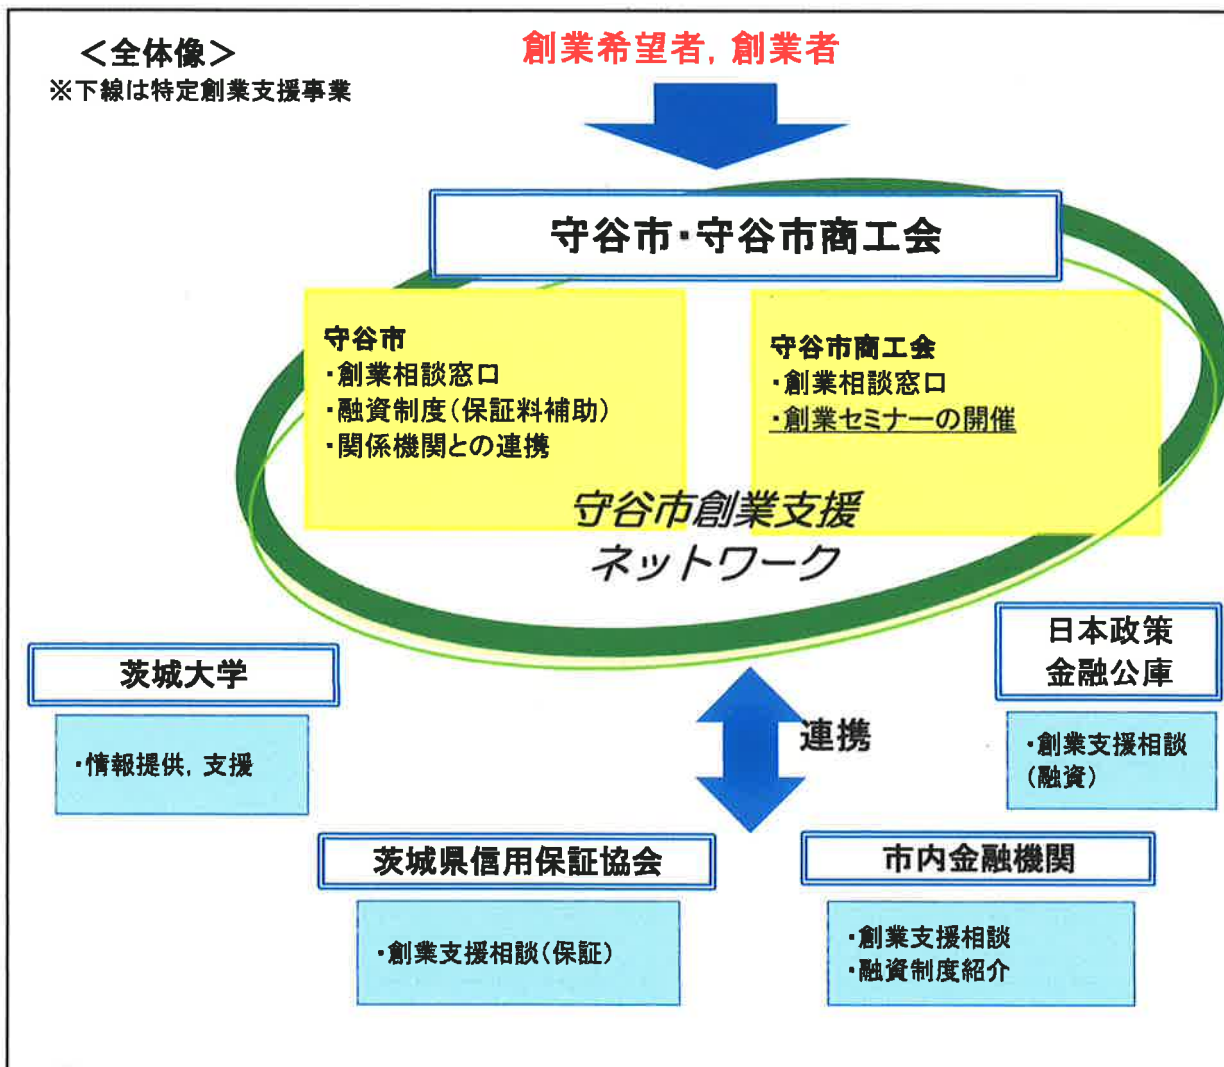 ＜全体像＞
※下線は特定創業支援事業
創業希望者，創業者
守谷市・守谷市商工会
守谷市
・創業相談窓口
・融資制度（保証料補助）
・関係機関との連携
守谷市商工会
・創業相談窓口
・創業セミナーの開催
守谷市創業支援
ネットワーク
連携
茨城大学
・情報提供，支援
日本政策
金融公庫
・創業支援相談
（融資）
茨城県信用保証協会
・創業支援相談（保証）
市内金融機関
・創業支援相談
・融資制度紹介